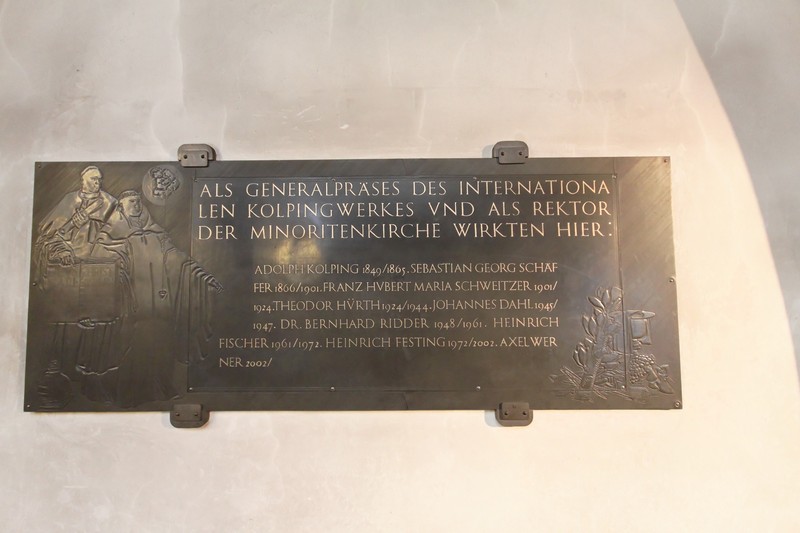 ALS GENERALPRÄSES DES INTERNATIONA
LEN KOLPINGWERKES VND ALS REKTOR
DER MINORITENKIRCHE WIRKTEN HIER:
ADOLPH KOLPING 1849/1865. SEBASTIAN GEORG SCHÄF
FER 1866/1901. FRANZ HVBERT MARIA SCHWEITZER 1901/
1924. THEODOR HÜRTH 1924/1944. JOHANNES DAHL 1945/
1947. DR. BERNHARD RIDDER 1948/1961. HEINRICH
FISCHER 1961/1972. HEINRICH FESTING 1972/2002. AXEL WER
NER 2002/